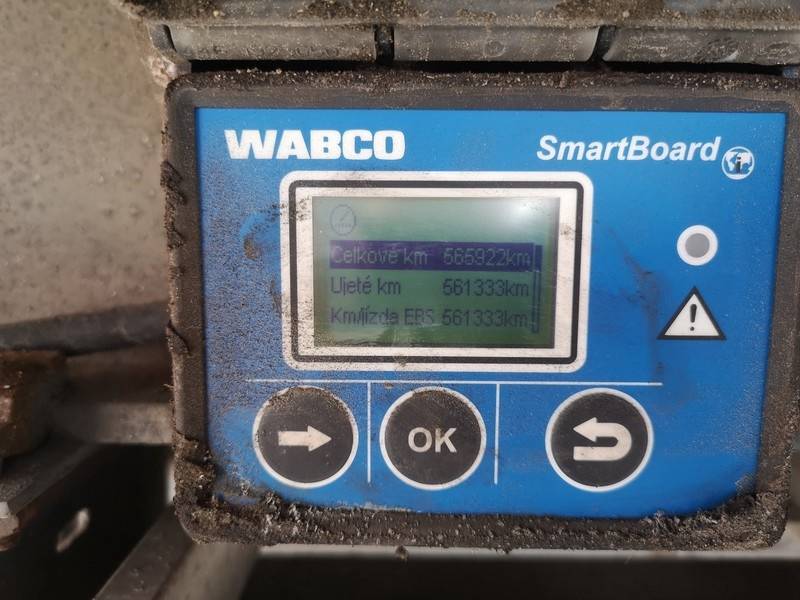 WABCO
SmartBoard
Celkové km 565922km
Ujeté km 561333km
Km/jízda EBS 561333km
!
OK